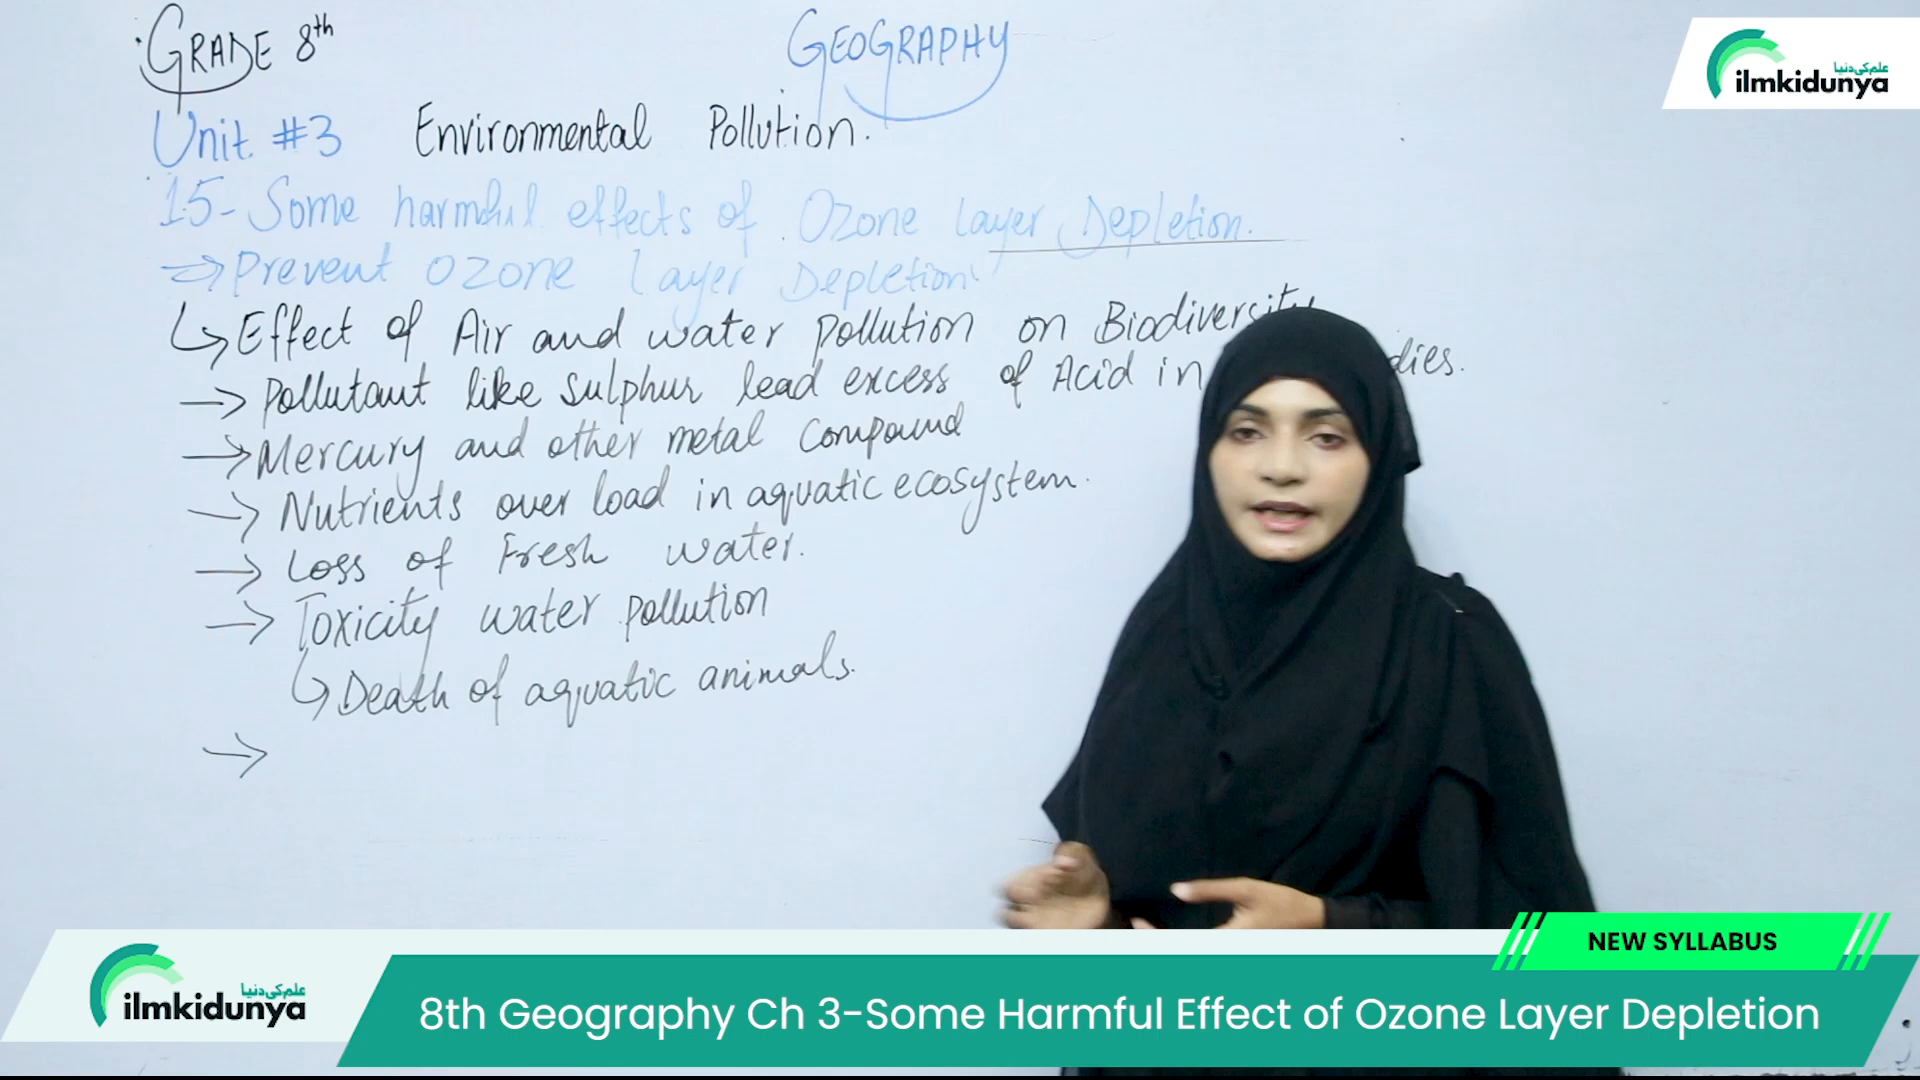 GRADE 8th
GEOGRAPHY
علم کی دنیا
ilmkidunya
Unit #3 Environmental Pollution.
15- Some harmful effects of Ozone layer Depletion.
⇒ Prevent ozone layer Depletion
↳ Effect of Air and water pollution on Biodiversity
→ Pollutant like sulphur lead excess of Acid in dies.
→ Mercury and other metal compound
→ Nutrients over load in aquatic ecosystem.
→ Loss of Fresh water.
→ Toxicity water pollution
↳ Death of aquatic animals.
→
NEW SYLLABUS
علم کی دنیا
ilmkidunya
8th Geography Ch 3-Some Harmful Effect of Ozone Layer Depletion